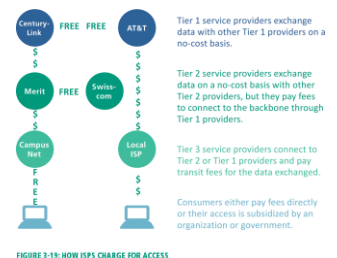 Century-
Link
FREE FREE
AT&T
Tier 1 service providers exchange
data with other Tier 1 providers on a
no-cost basis.
$
$
$
$
$
$
$
$
Merit
FREE
Swiss-
com
Tier 2 service providers exchange
data on a no-cost basis with other
Tier 2 providers, but they pay fees
to connect to the backbone through
Tier 1 providers.
$
$
Campus
Net
Local
ISP
Tier 3 service providers connect to
Tier 2 or Tier 1 providers and pay
transit fees for the data exchanged.
F
R
E
E
$
$
Consumers either pay fees directly
or their access is subsidized by an
organization or government.
FIGURE 3-19: HOW ISPS CHARGE FOR ACCESS